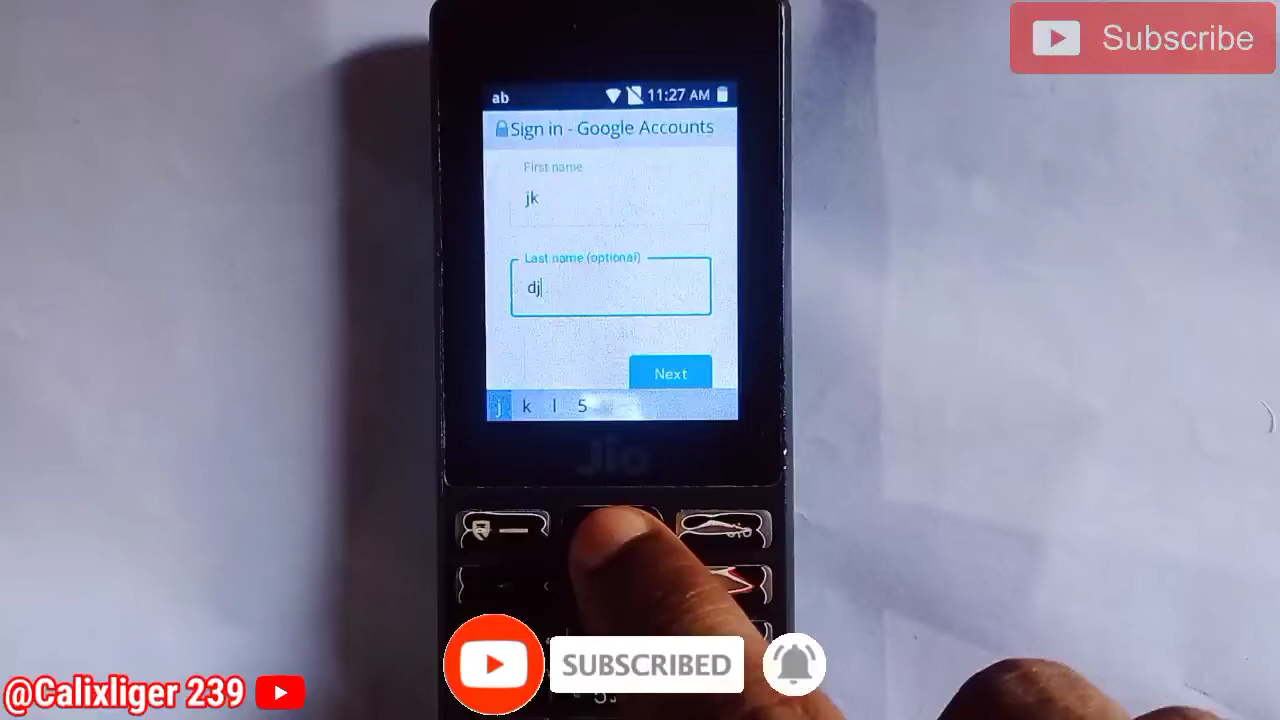 Subscribe
ab
11:27 AM
Sign in - Google Accounts
First name
jk
Last name (optional)
dj
Next
j k l 5
Jio
SUBSCRIBED
5
@Calixliger 239